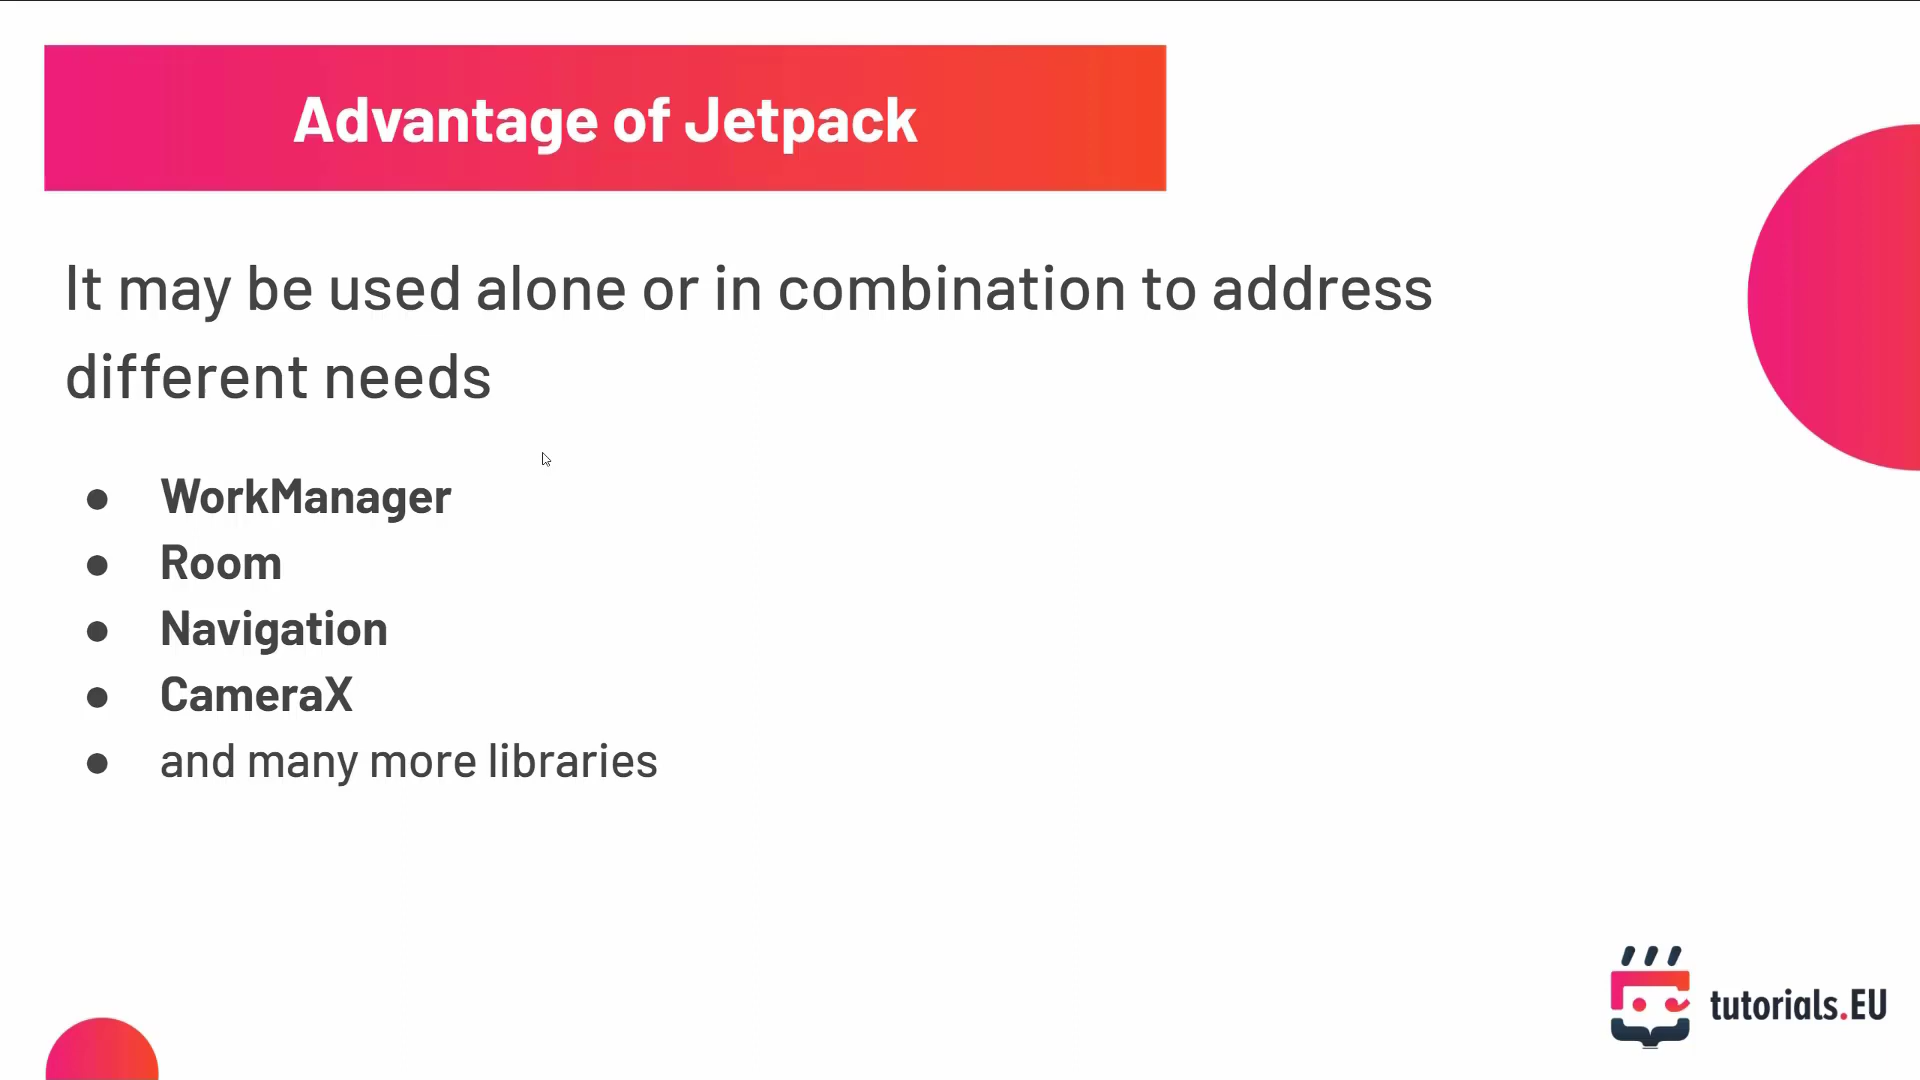 Advantage of Jetpack
It may be used alone or in combination to address
different needs
● WorkManager
● Room
● Navigation
● CameraX
● and many more libraries
tutorials.EU